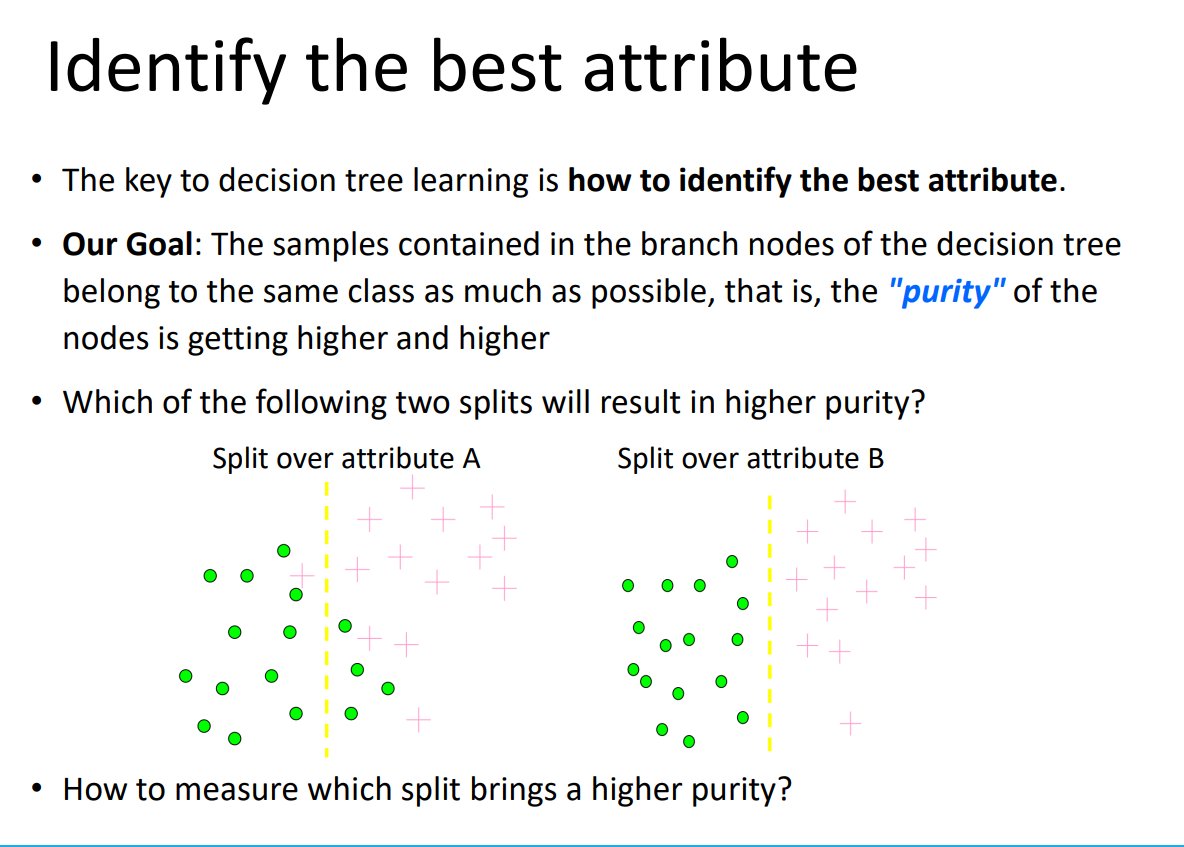 Identify the best attribute
• The key to decision tree learning is how to identify the best attribute.
• Our Goal: The samples contained in the branch nodes of the decision tree
belong to the same class as much as possible, that is, the "purity" of the
nodes is getting higher and higher
• Which of the following two splits will result in higher purity?
Split over attribute A
Split over attribute B
• How to measure which split brings a higher purity?